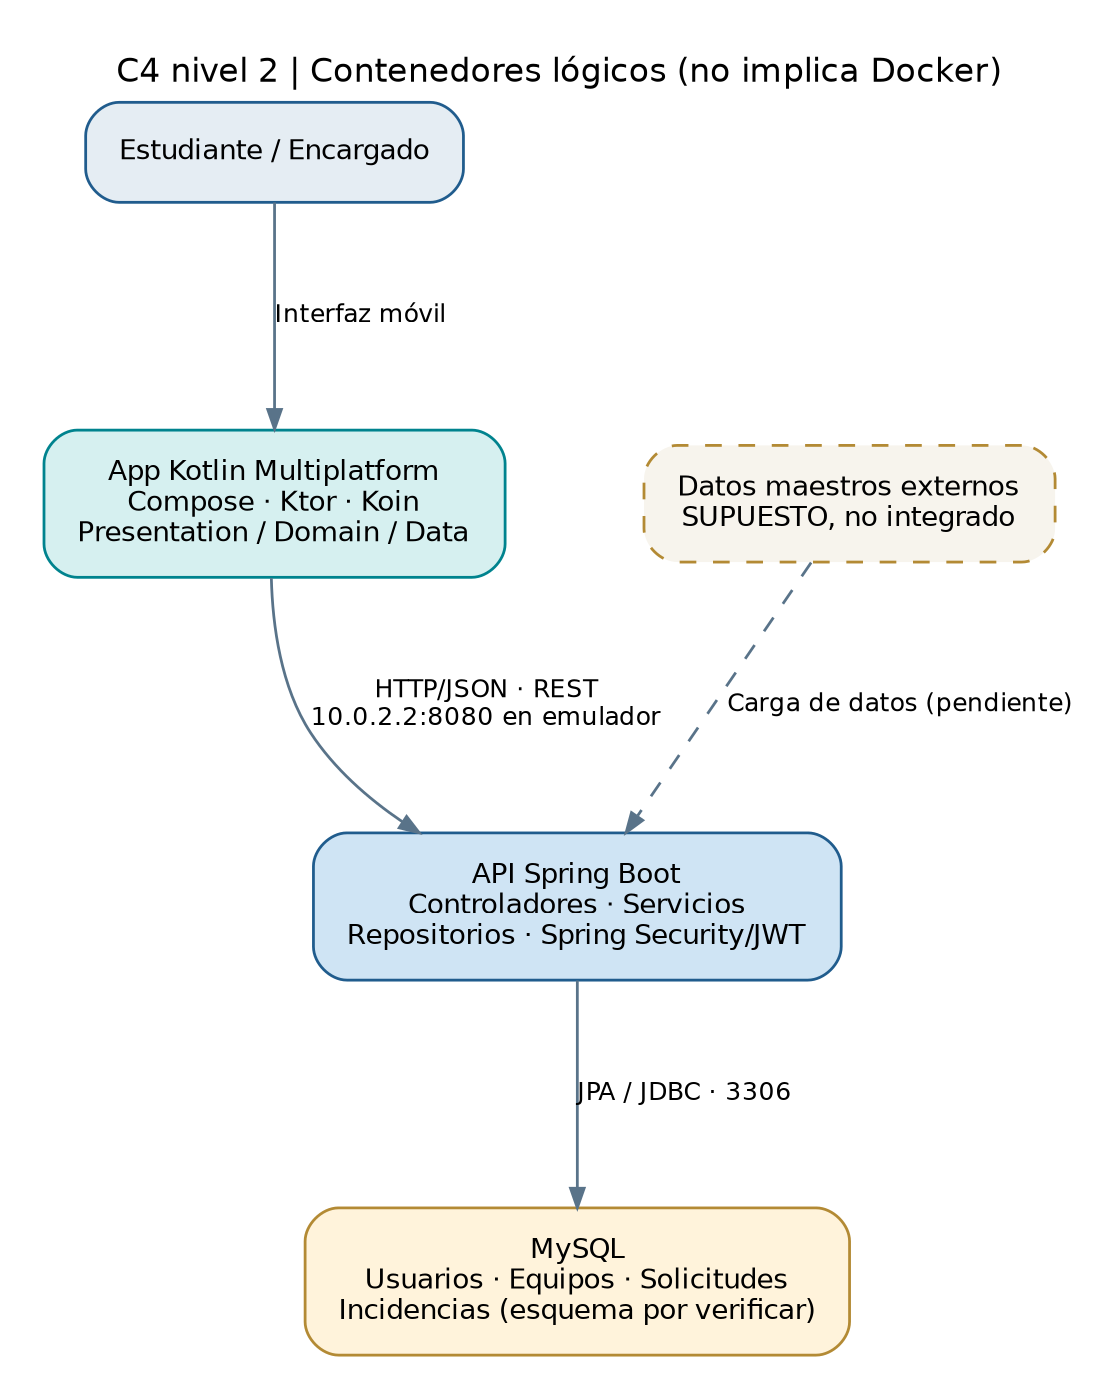 C4 nivel 2 | Contenedores lógicos (no implica Docker)
Estudiante / Encargado
Interfaz móvil
App Kotlin Multiplatform
Compose · Ktor · Koin
Presentation / Domain / Data
Datos maestros externos
SUPUESTO, no integrado
HTTP/JSON · REST
10.0.2.2:8080 en emulador
Carga de datos (pendiente)
API Spring Boot
Controladores · Servicios
Repositorios · Spring Security/JWT
JPA / JDBC · 3306
MySQL
Usuarios · Equipos · Solicitudes
Incidencias (esquema por verificar)